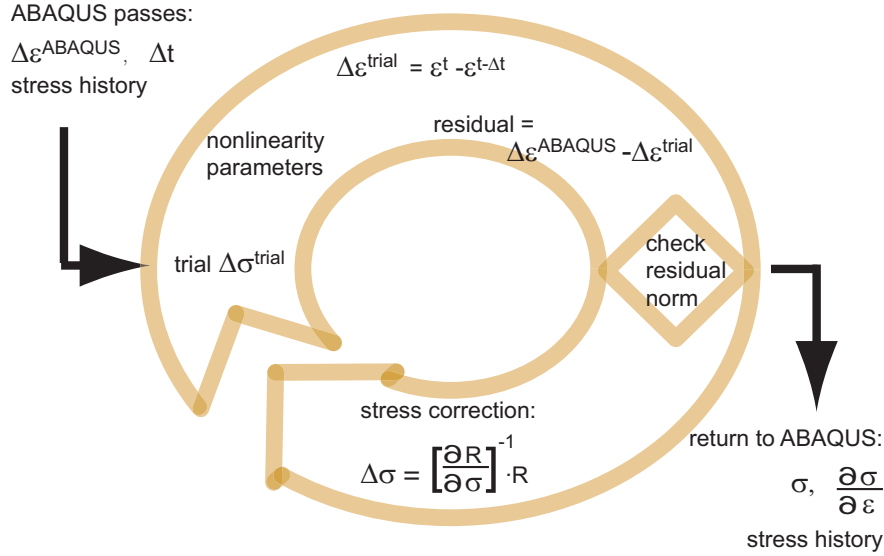 ABAQUS passes:
Δε^ABAQUS, Δt
stress history
Δε^trial = ε^t -ε^t-Δt
residual =
Δε^ABAQUS -Δε^trial
nonlinearity
parameters
trial Δσ^trial
check
residual
norm
stress correction:
Δσ = [∂R/∂σ]^-1 ·R
return to ABAQUS:
σ, ∂σ/∂ε
stress history